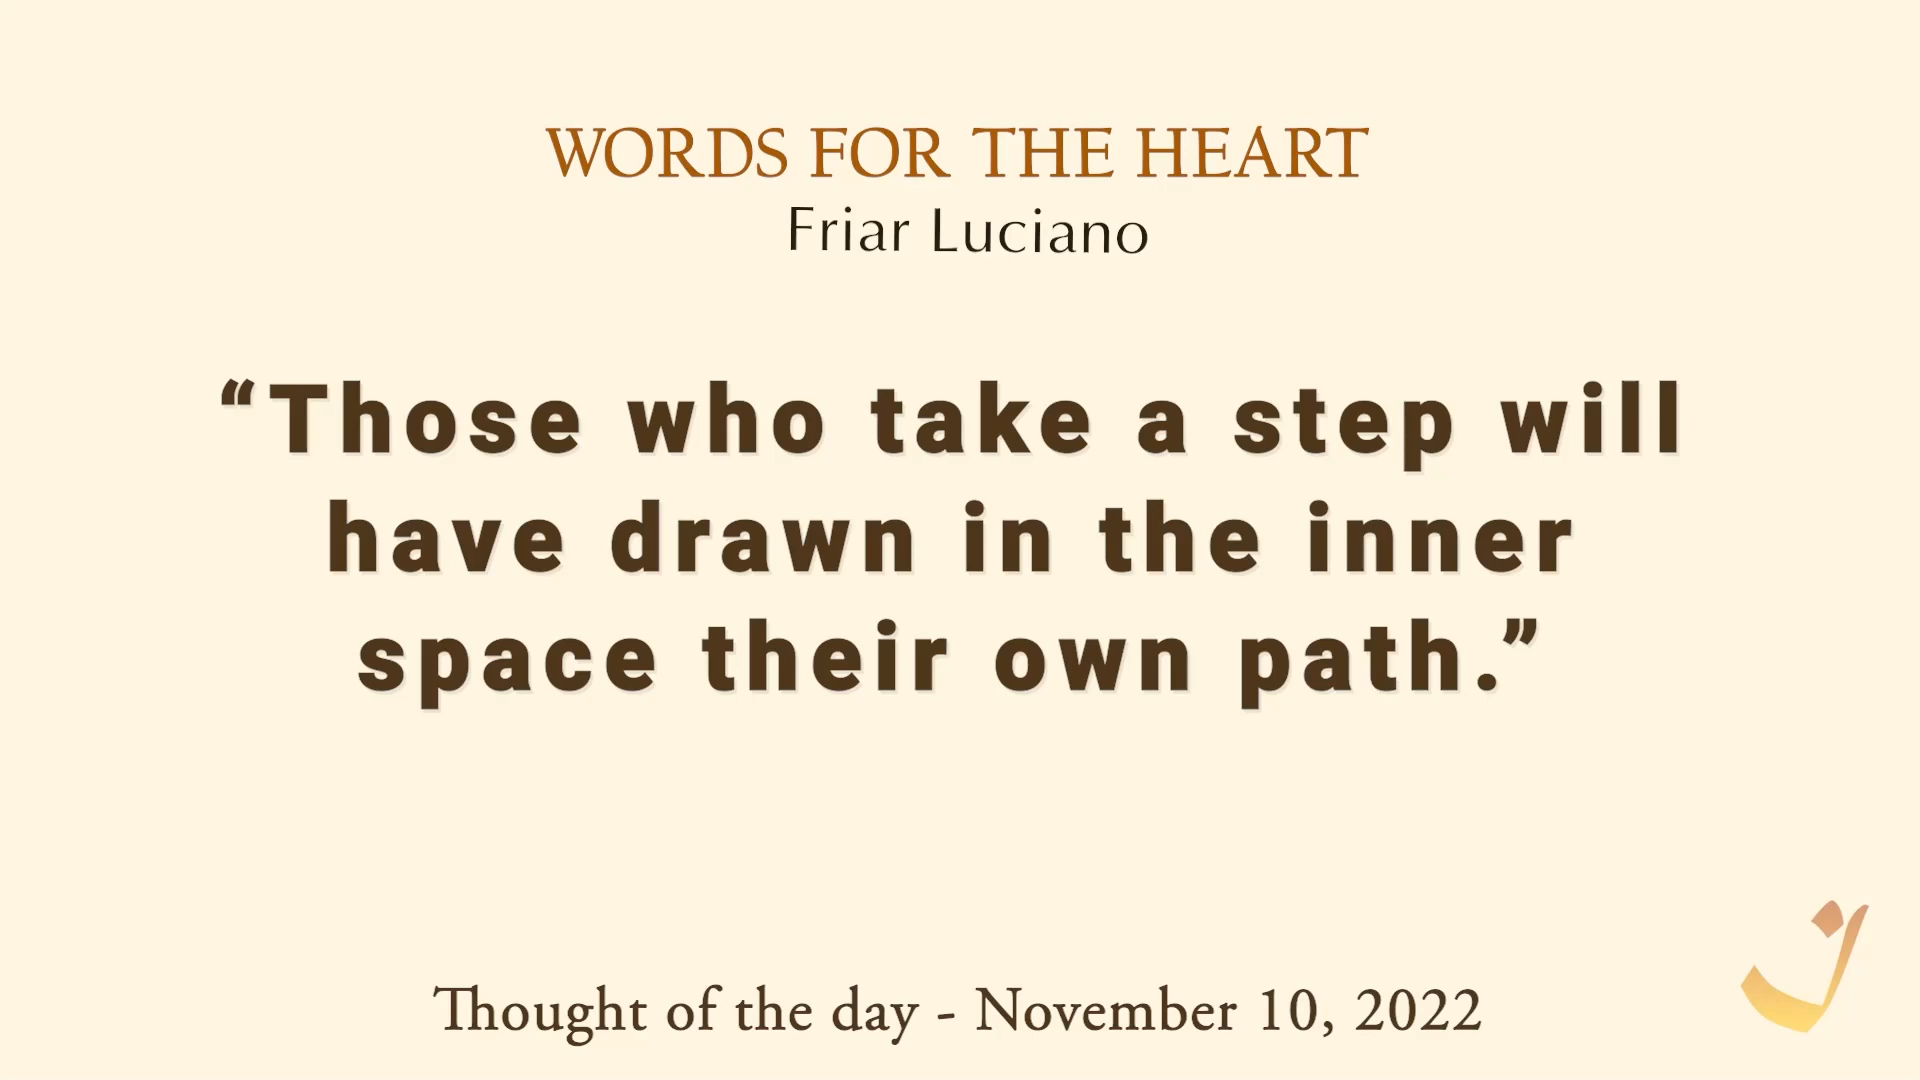 WORDS FOR THE HEART
Friar Luciano
“Those who take a step will
have drawn in the inner
space their own path.”
Thought of the day - November 10, 2022